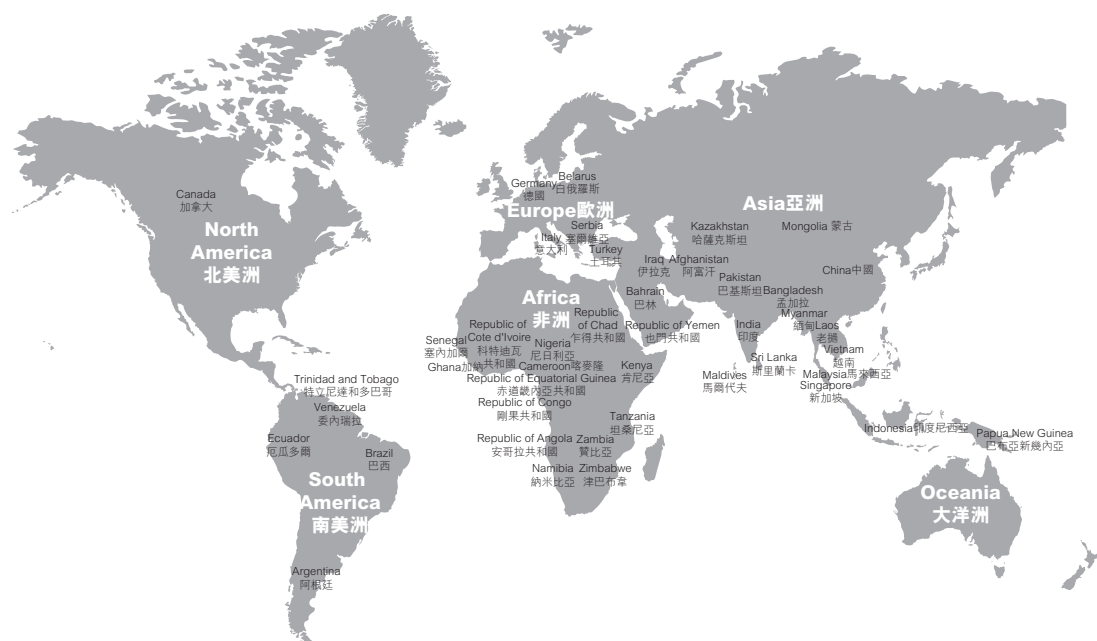 Canada
加拿大
North
America
北美洲
Trinidad and Tobago
特立尼達和多巴哥
Venezuela
委內瑞拉
Ecuador
厄瓜多爾
Brazil
巴西
South
America
南美洲
Argentina
阿根廷
Germany
德國
Belarus
白俄羅斯
Europe歐洲
Serbia
塞爾維亞
Italy
意大利
Turkey
土耳其
Africa
非洲
Republic
of Chad
乍得共和國
Republic of
Cote d'Ivoire
科特迪瓦
共和國
Senegal
塞內加爾
Ghana加納
Nigeria
尼日利亞
Cameroon喀麥隆
Republic of Equatorial Guinea
赤道畿內亞共和國
Republic of Congo
剛果共和國
Kenya
肯尼亞
Tanzania
坦桑尼亞
Republic of Angola
安哥拉共和國
Zambia
贊比亞
Namibia
納米比亞
Zimbabwe
津巴布韋
Asia亞洲
Kazakhstan
哈薩克斯坦
Mongolia 蒙古
Iraq
伊拉克
Afghanistan
阿富汗
China中國
Pakistan
巴基斯坦
Bahrain
巴林
Bangladesh
孟加拉
Republic of Yemen
也門共和國
India
印度
Myanmar
緬甸
Laos
老撾
Vietnam
越南
Sri Lanka
斯里蘭卡
Maldives
馬爾代夫
Malaysia馬來西亞
Singapore
新加坡
Indonesia印度尼西亞
Papua New Guinea
巴布亞新幾內亞
Oceania
大洋洲